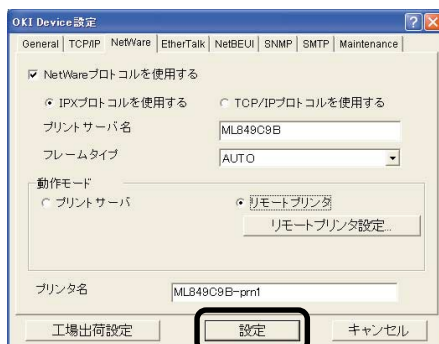 OKI Device設定
General TCP/IP NetWare EtherTalk NetBEUI SNMP SMTP Maintenance
NetWareプロトコルを使用する
IPXプロトコルを使用する TCP/IPプロトコルを使用する
プリントサーバ名 ML849C9B
フレームタイプ AUTO
動作モード
プリントサーバ リモートプリンタ
リモートプリンタ設定...
プリンタ名 ML849C9B-prn1
工場出荷設定 設定 キャンセル